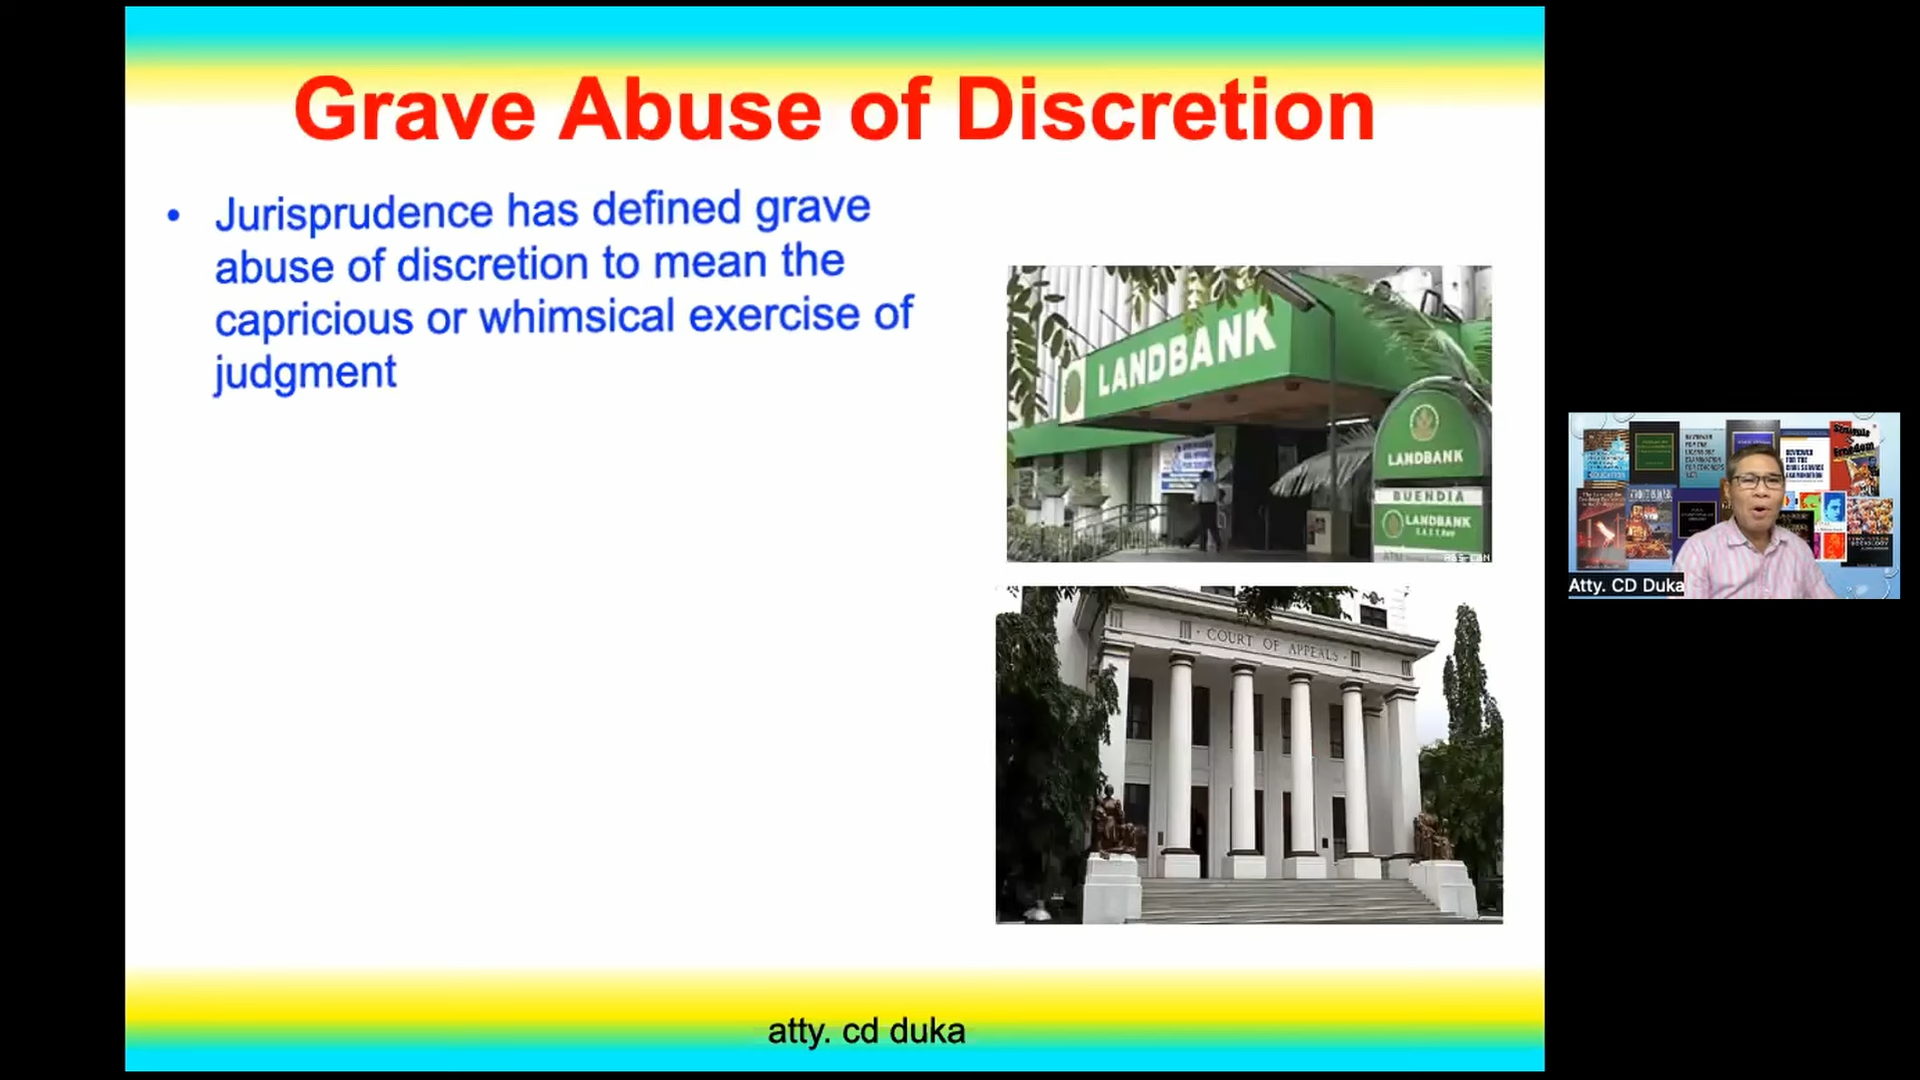 Grave Abuse of Discretion
• Jurisprudence has defined grave
abuse of discretion to mean the
capricious or whimsical exercise of
judgment
LANDBANK
LANDBANK
BUENDIA
LANDBANK
COURT OF APPEALS
Atty. CD Duka
atty. cd duka